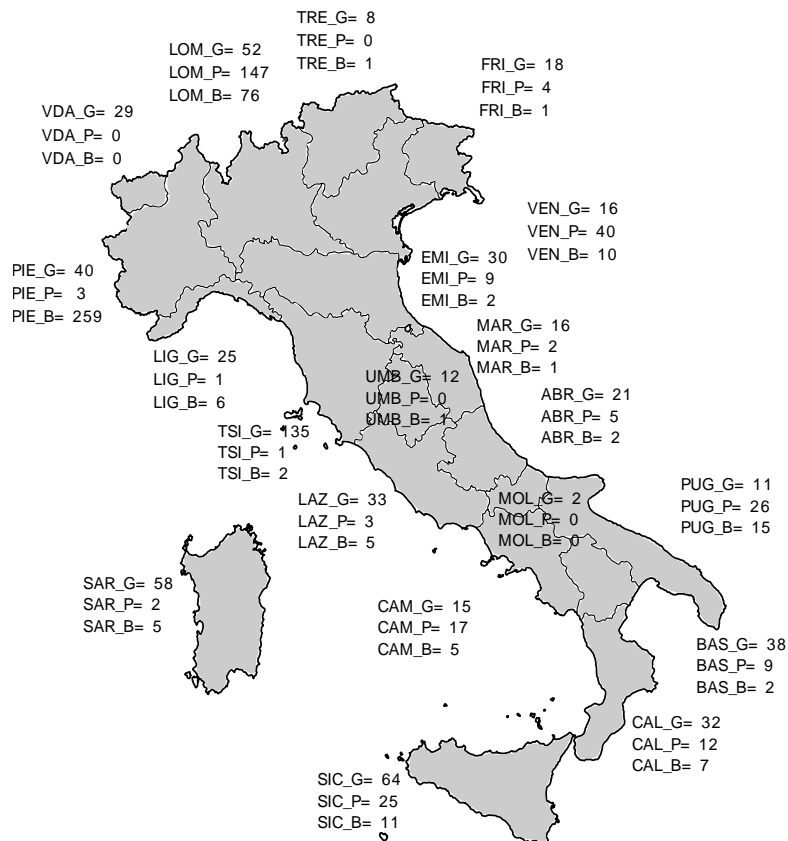 TRE_G= 8
TRE_P= 0
TRE_B= 1
LOM_G= 52
LOM_P= 147
LOM_B= 76
FRI_G= 18
FRI_P= 4
FRI_B= 1
VDA_G= 29
VDA_P= 0
VDA_B= 0
VEN_G= 16
VEN_P= 40
VEN_B= 10
EMI_G= 30
EMI_P= 9
EMI_B= 2
PIE_G= 40
PIE_P= 3
PIE_B= 259
MAR_G= 16
MAR_P= 2
MAR_B= 1
LIG_G= 25
LIG_P= 1
LIG_B= 6
UMB_G= 12
UMB_P= 0
UMB_B= 1
ABR_G= 21
ABR_P= 5
ABR_B= 2
TSI_G= 135
TSI_P= 1
TSI_B= 2
PUG_G= 11
PUG_P= 26
PUG_B= 15
LAZ_G= 33
LAZ_P= 3
LAZ_B= 5
MOL_G= 2
MOL_P= 0
MOL_B= 0
SAR_G= 58
SAR_P= 2
SAR_B= 5
CAM_G= 15
CAM_P= 17
CAM_B= 5
BAS_G= 38
BAS_P= 9
BAS_B= 2
CAL_G= 32
CAL_P= 12
CAL_B= 7
SIC_G= 64
SIC_P= 25
SIC_B= 11